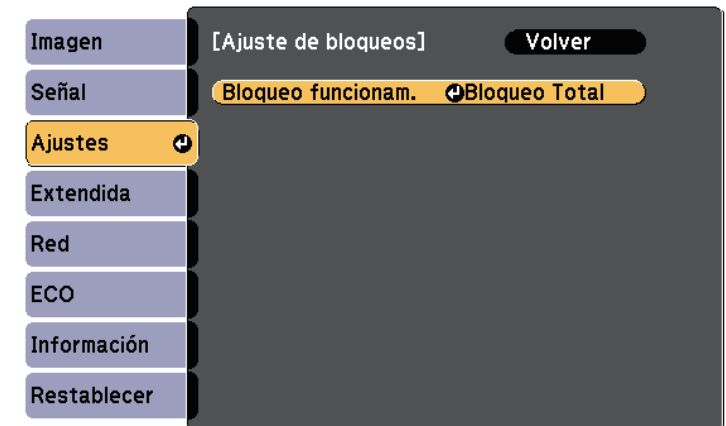 Imagen
Señal
Ajustes
Extendida
Red
ECO
Información
Restablecer
[Ajuste de bloqueos] Volver
Bloqueo funcionam. Bloqueo Total